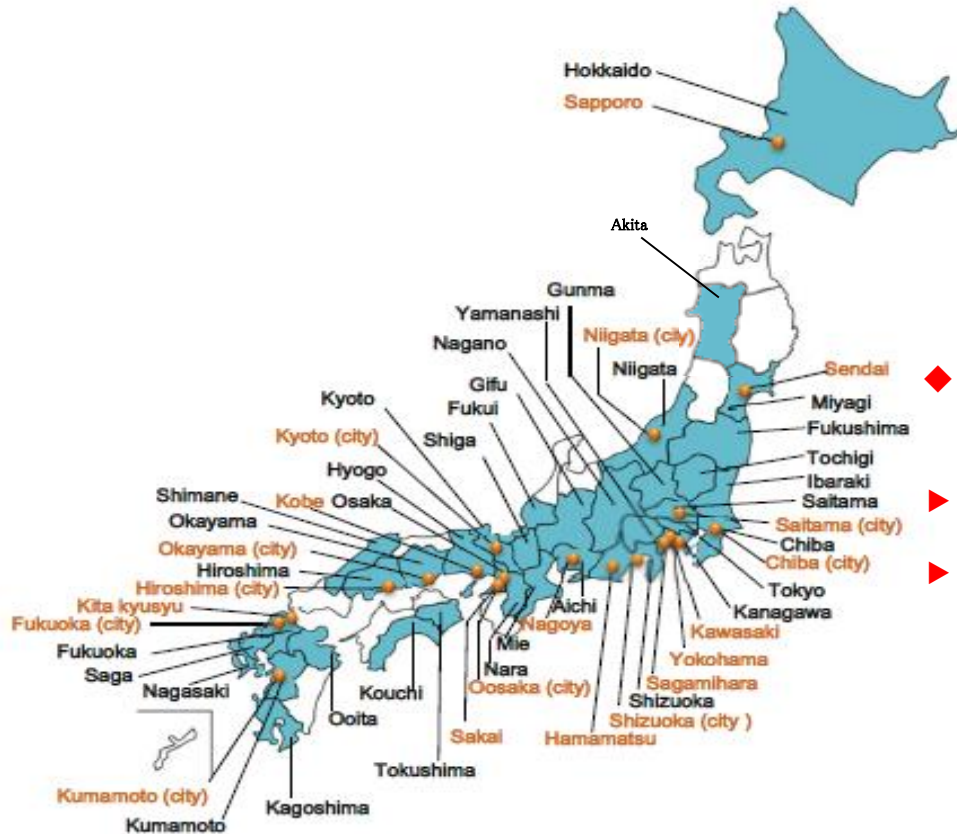 Hokkaido
Sapporo
Akita
Gunma
Yamanashi
Niigata (city)
Nagano
Niigata
Sendai
Gifu
Miyagi
Kyoto
Fukui
Fukushima
Kyoto (city)
Shiga
Tochigi
Hyogo
Ibaraki
Shimane
Kobe Osaka
Saitama
Okayama
Saitama (city)
Okayama (city)
Chiba
Hiroshima
Chiba (city)
Hiroshima (city)
Tokyo
Kita kyusyu
Aichi
Kanagawa
Fukuoka (city)
Nagoya
Kawasaki
Fukuoka
Mie
Yokohama
Saga
Nara
Nagasaki
Kouchi
Oosaka (city)
Sagamihara
Shizuoka
Ooita
Shizuoka (city )
Sakai
Hamamatsu
Tokushima
Kumamoto (city)
Kagoshima
Kumamoto